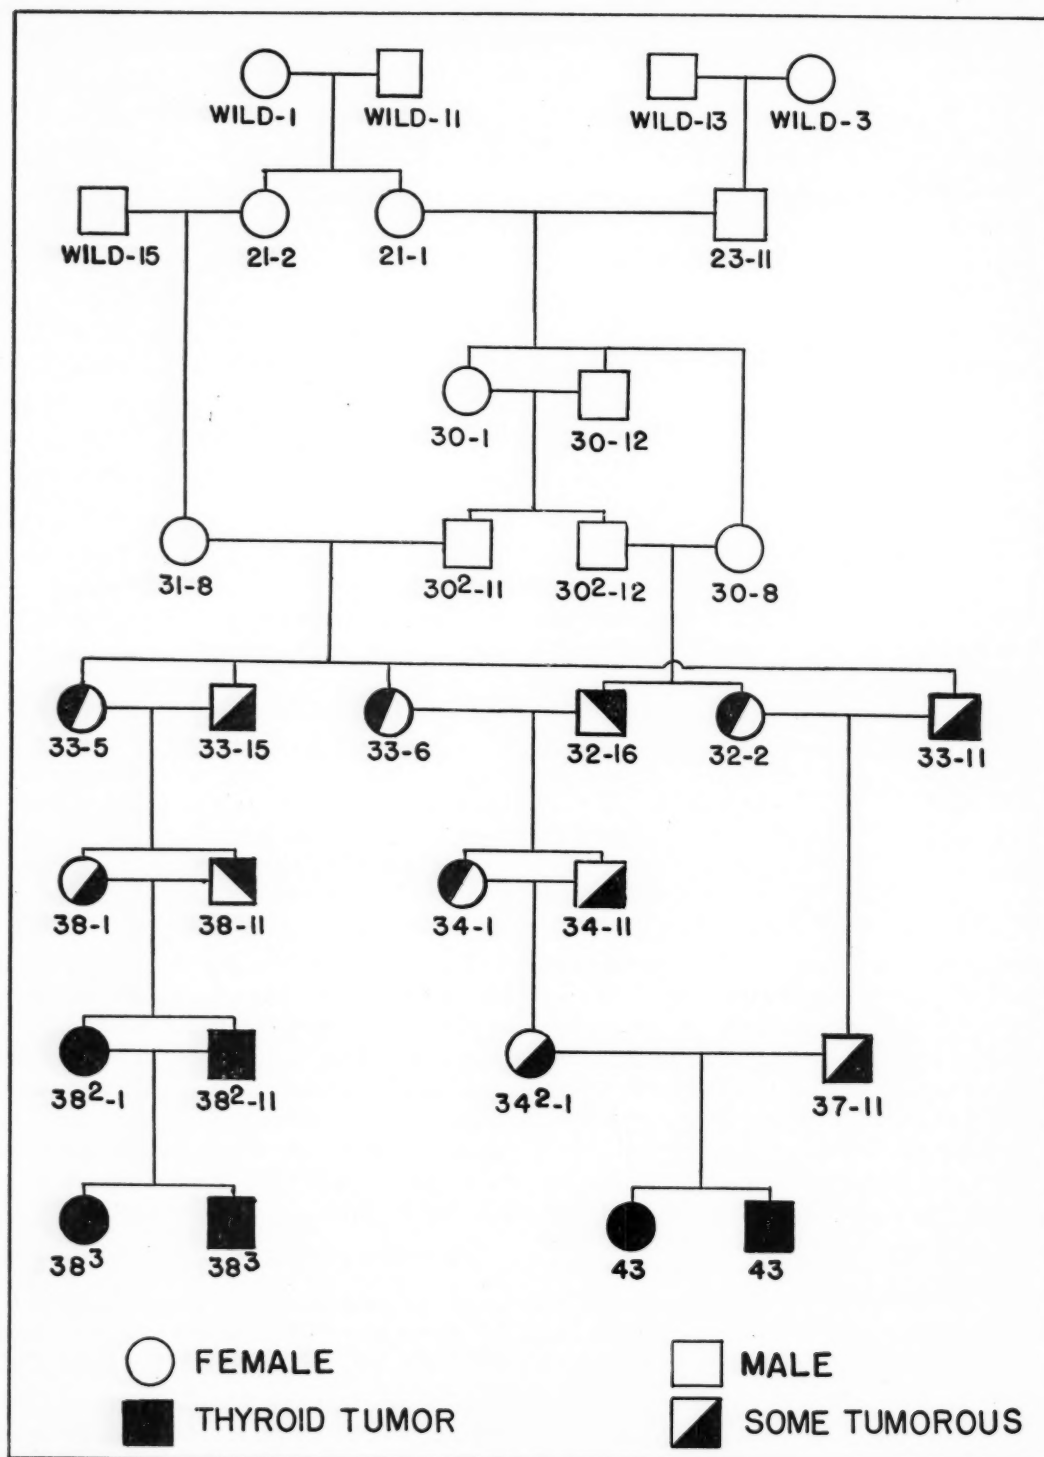 WILD-1 WILD-11 WILD-13 WILD-3
WILD-15 21-2 21-1 23-11
30-1 30-12
31-8 30²-11 30²-12 30-8
33-5 33-15 33-6 32-16 32-2 33-11
38-1 38-11 34-1 34-11
38²-1 38²-11 34²-1 37-11
38³ 38³ 43 43
FEMALE MALE
THYROID TUMOR SOME TUMOROUS